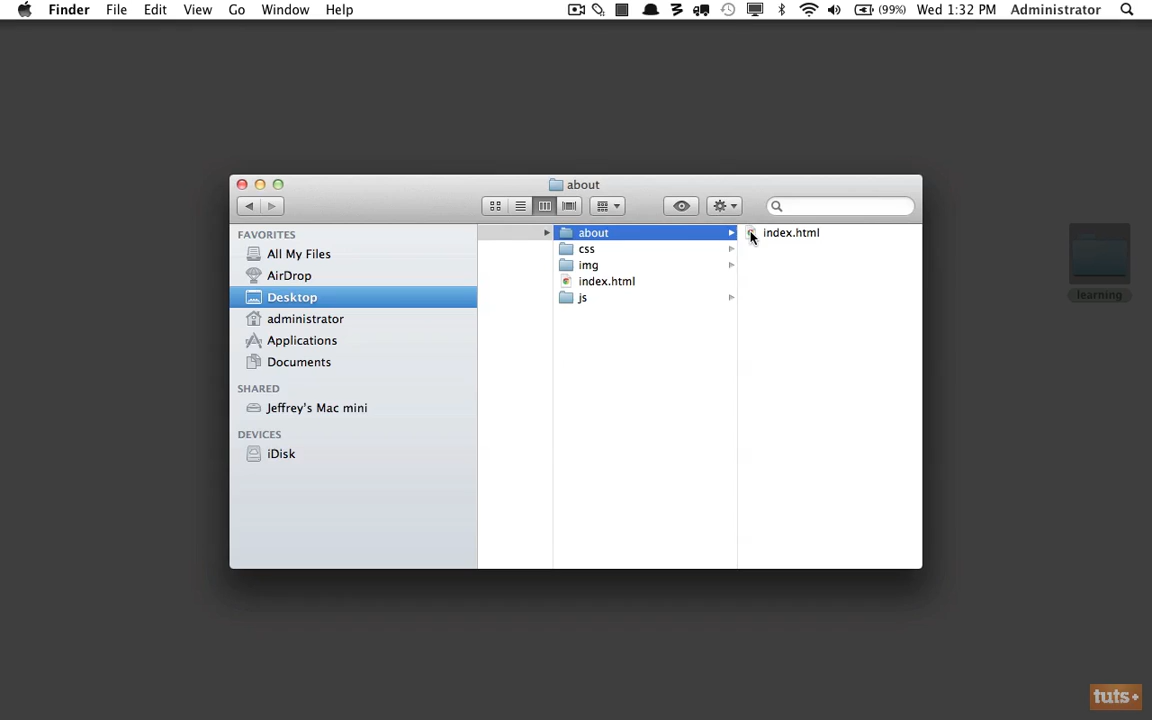 Finder File Edit View Go Window Help (99%) Wed 1:32 PM Administrator
about
FAVORITES
All My Files
AirDrop
Desktop
administrator
Applications
Documents
SHARED
Jeffrey's Mac mini
DEVICES
iDisk
about
css
img
index.html
js
index.html
learning
tuts+